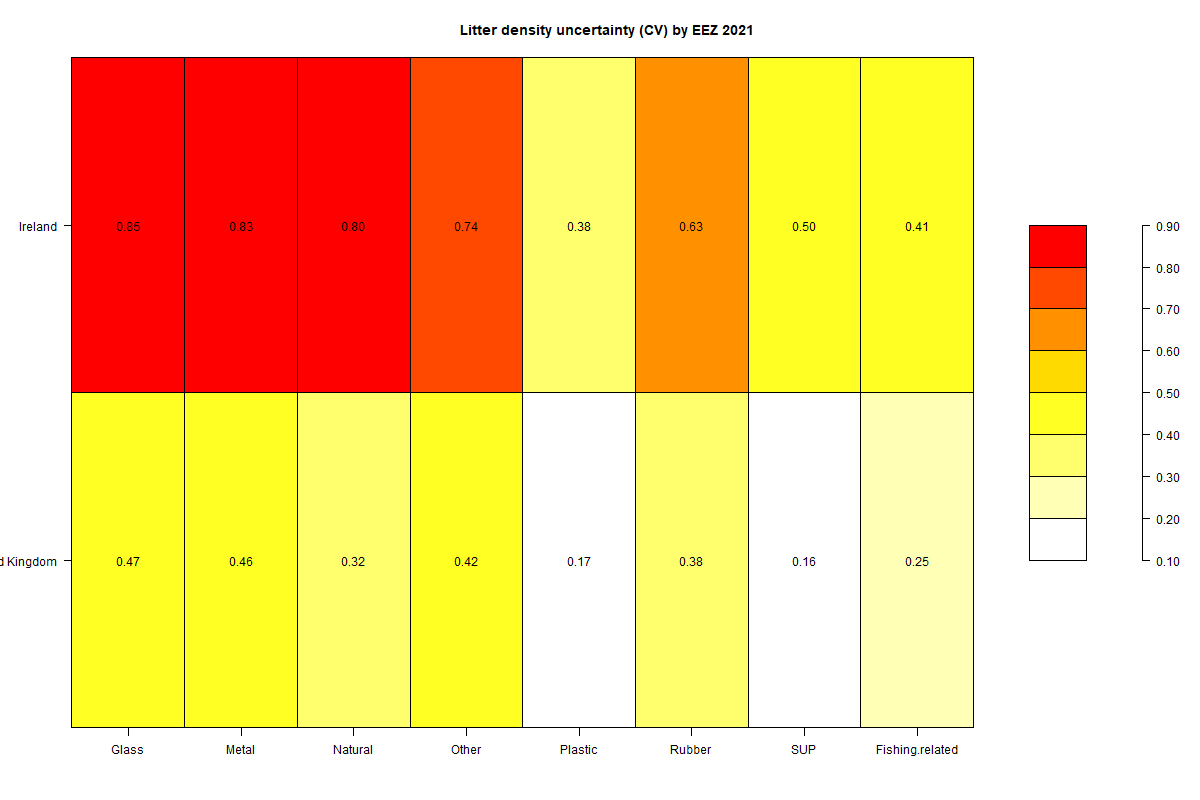 Litter density uncertainty (CV) by EEZ 2021
Ireland
0.85 0.83 0.80 0.74 0.38 0.63 0.50 0.41
d Kingdom
0.47 0.46 0.32 0.42 0.17 0.38 0.16 0.25
Glass Metal Natural Other Plastic Rubber SUP Fishing.related
0.90
0.80
0.70
0.60
0.50
0.40
0.30
0.20
0.10